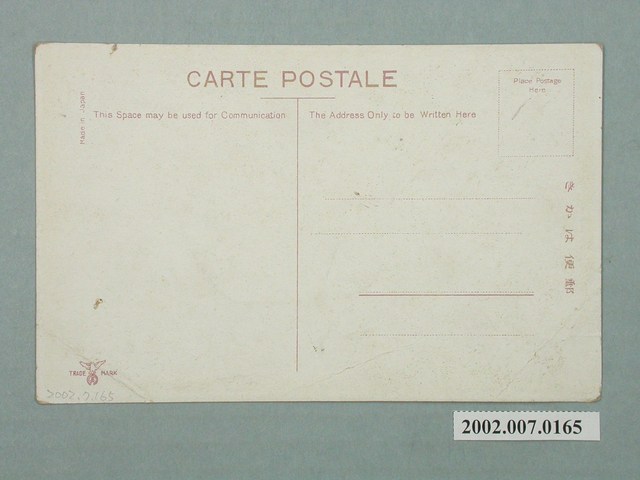 CARTE POSTALE
Made in Japan
This Space may be used for Communication
The Address Only to be Written Here
Place Postage
Here
きかは便郵
TRADE MARK
2002.7.165
2002.007.0165